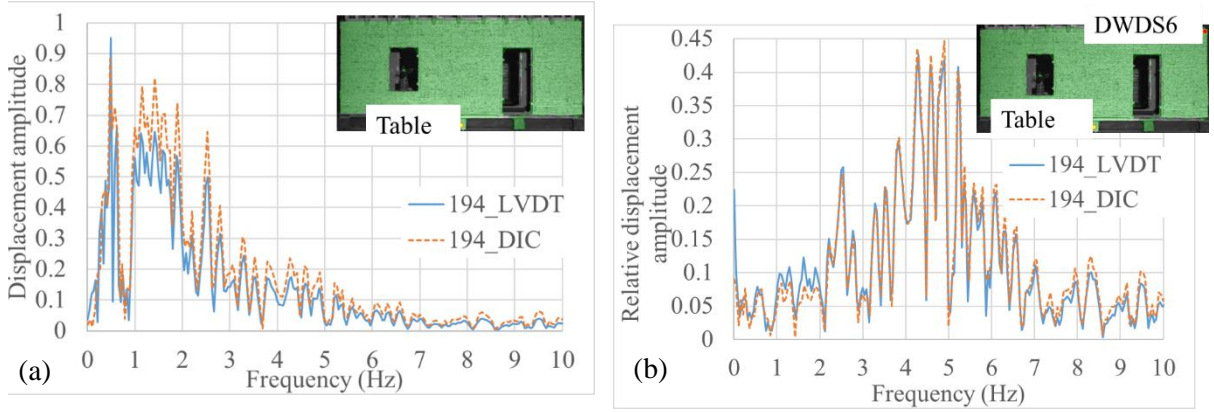 Displacement amplitude
1
0.9
0.8
0.7
0.6
0.5
0.4
0.3
0.2
0.1
0
0 1 2 3 4 5 6 7 8 9 10
Frequency (Hz)
Table
194_LVDT
194_DIC
(a)
Relative displacement
amplitude
0.45
0.4
0.35
0.3
0.25
0.2
0.15
0.1
0.05
0
0 1 2 3 4 5 6 7 8 9 10
Frequency (Hz)
DWDS6
Table
194_LVDT
194_DIC
(b)